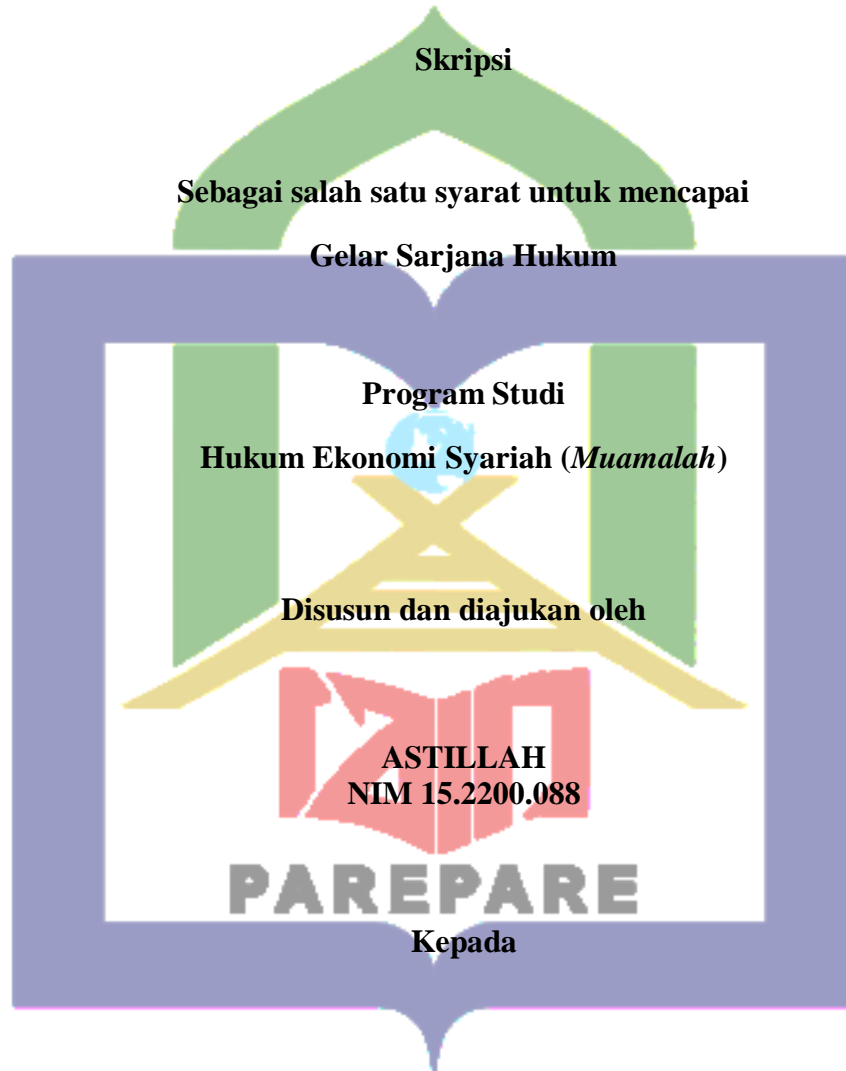 Skripsi
Sebagai salah satu syarat untuk mencapai
Gelar Sarjana Hukum
Program Studi
Hukum Ekonomi Syariah (Muamalah)
Disusun dan diajukan oleh
iain
ASTILLAH
NIM 15.2200.088
PAREPARE
Kepada